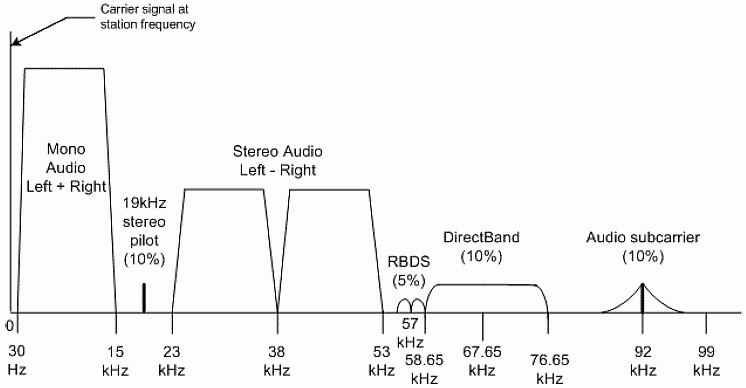 Carrier signal at
station frequency
Mono
Audio
Left + Right
19kHz
stereo
pilot
(10%)
Stereo Audio
Left - Right
RBDS
(5%)
DirectBand
(10%)
Audio subcarrier
(10%)
0
30
Hz
15
kHz
23
kHz
38
kHz
53
kHz
57
kHz
58.65
kHz
67.65
kHz
76.65
kHz
92
kHz
99
kHz